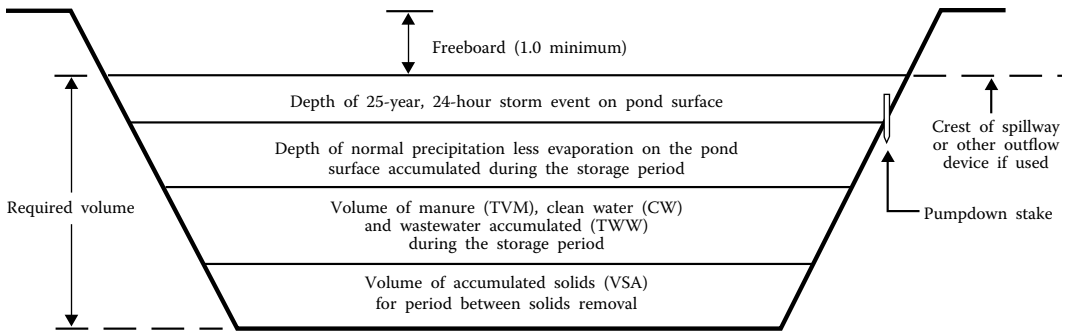 Freeboard (1.0 minimum)
Depth of 25-year, 24-hour storm event on pond surface
Crest of spillway
or other outflow
device if used
Depth of normal precipitation less evaporation on the pond
surface accumulated during the storage period
Required volume
Volume of manure (TVM), clean water (CW)
and wastewater accumulated (TWW)
during the storage period
Pumpdown stake
Volume of accumulated solids (VSA)
for period between solids removal